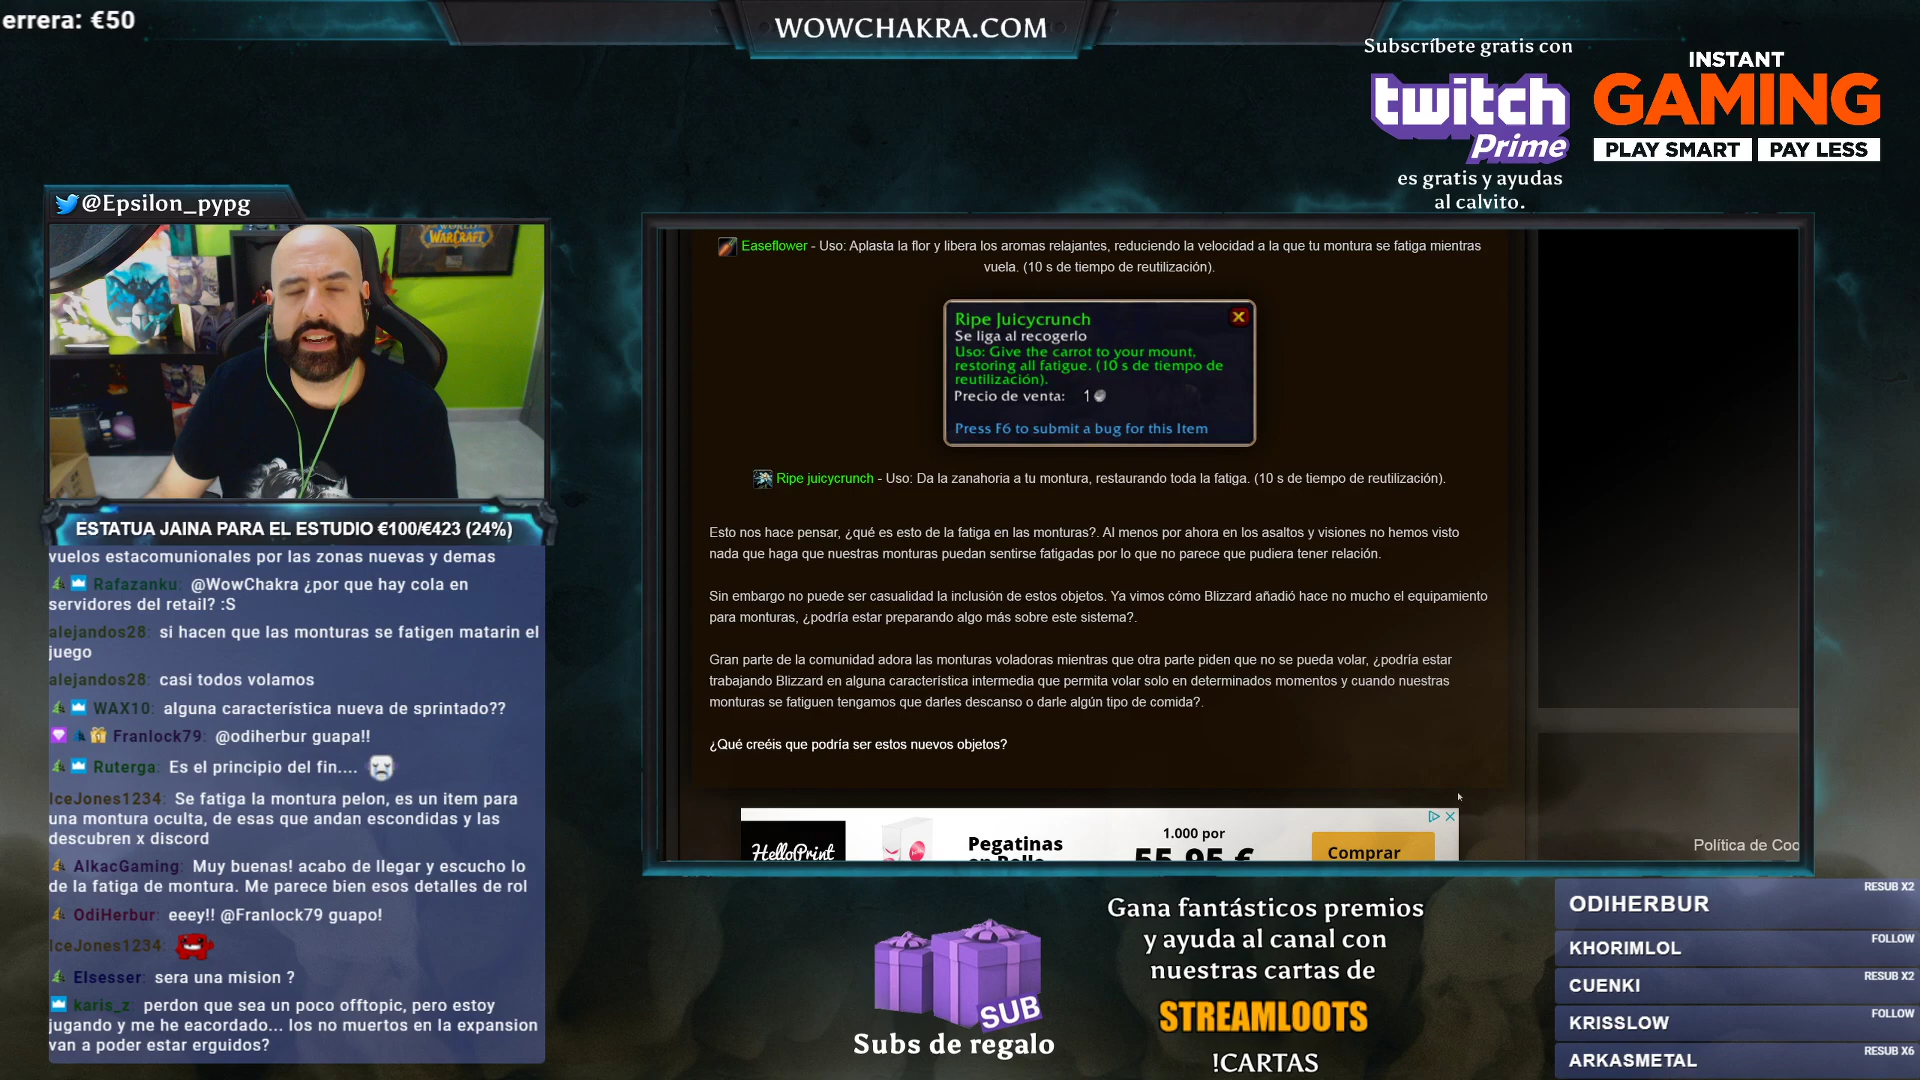 errera: €50
WOWCHAKRA.COM
Subscríbete gratis con
twitch
Prime
es gratis y ayudas
al calvito.
INSTANT
GAMING
PLAY SMART PAY LESS
@Epsilon_pypg
WORLD
WARCRAFT
ESTATUA JAINA PARA EL ESTUDIO €100/€423 (24%)
vuelos estacomunionales por las zonas nuevas y demas
Rafazanku: @WowChakra ¿por que hay cola en
servidores del retail? :S
alejandos28: si hacen que las monturas se fatigen matarin el
juego
alejandos28: casi todos volamos
WAX10: alguna característica nueva de sprintado??
Franlock79: @odiherbur guapa!!
Ruterga: Es el principio del fin....
IceJones1234: Se fatiga la montura pelon, es un item para
una montura oculta, de esas que andan escondidas y las
descubren x discord
AlkacGaming: Muy buenas! acabo de llegar y escucho lo
de la fatiga de montura. Me parece bien esos detalles de rol
OdiHerbur: eeey!! @Franlock79 guapo!
IceJones1234:
Elsesser: sera una mision ?
karis_z: perdon que sea un poco offtopic, pero estoy
jugando y me he eacordado... los no muertos en la expansion
van a poder estar erguidos?
Easeflower - Uso: Aplasta la flor y libera los aromas relajantes, reduciendo la velocidad a la que tu montura se fatiga mientras
vuela. (10 s de tiempo de reutilización).
Ripe Juicycrunch
Se liga al recogerlo
Uso: Give the carrot to your mount,
restoring all fatigue. (10 s de tiempo de
reutilización).
Precio de venta: 1
Press F6 to submit a bug for this Item
Ripe juicycrunch - Uso: Da la zanahoria a tu montura, restaurando toda la fatiga. (10 s de tiempo de reutilización).
Esto nos hace pensar, ¿qué es esto de la fatiga en las monturas?. Al menos por ahora en los asaltos y visiones no hemos visto
nada que haga que nuestras monturas puedan sentirse fatigadas por lo que no parece que pudiera tener relación.
Sin embargo no puede ser casualidad la inclusión de estos objetos. Ya vimos cómo Blizzard añadió hace no mucho el equipamiento
para monturas, ¿podría estar preparando algo más sobre este sistema?.
Gran parte de la comunidad adora las monturas voladoras mientras que otra parte piden que no se pueda volar, ¿podría estar
trabajando Blizzard en alguna característica intermedia que permita volar solo en determinados momentos y cuando nuestras
monturas se fatiguen tengamos que darles descanso o darle algún tipo de comida?.
¿Qué creéis que podría ser estos nuevos objetos?
HelloPrint
Pegatinas
en Rollo
1.000 por
55,95 €
Comprar
Política de Coo
SUB
Subs de regalo
Gana fantásticos premios
y ayuda al canal con
nuestras cartas de
STREAMLOOTS
!CARTAS
ODIHERBUR RESUB X2
KHORIMLOL FOLLOW
CUENKI RESUB X2
KRISSLOW FOLLOW
ARKASMETAL RESUB X6